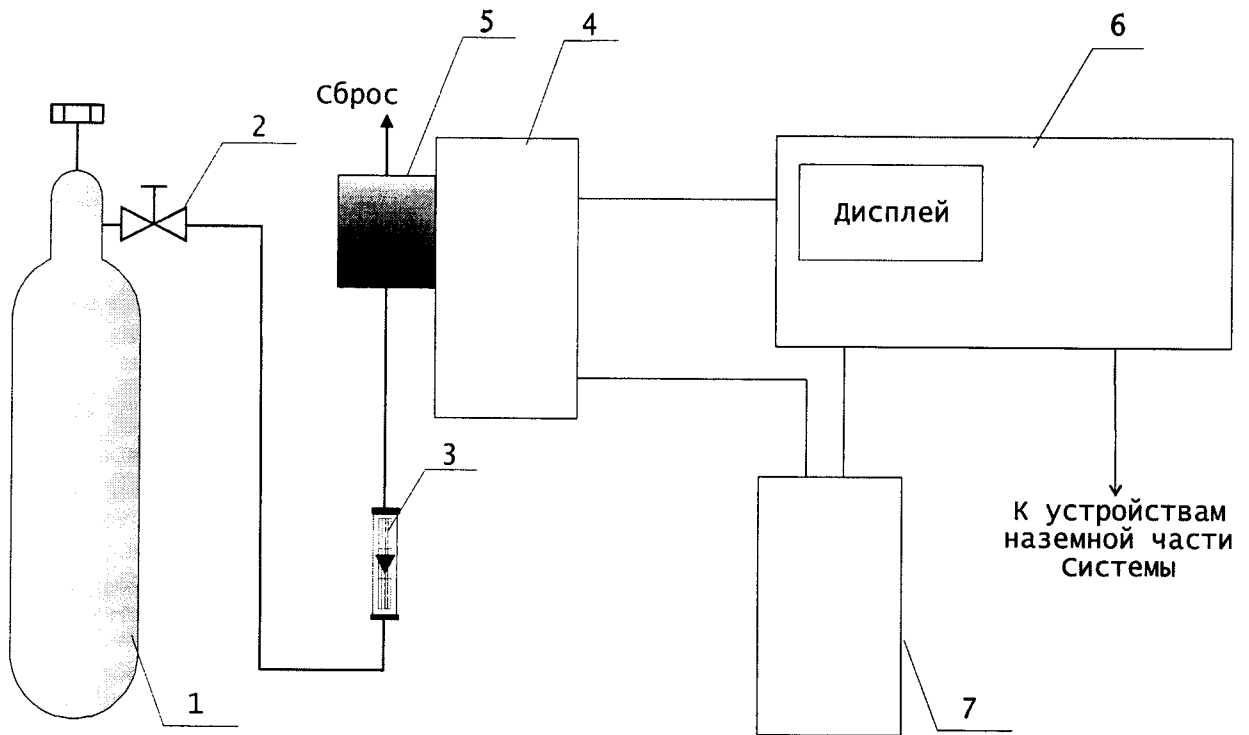 5
4
6
Сброс
2
Дисплей
3
К устройствам
наземной части
Системы
1
7